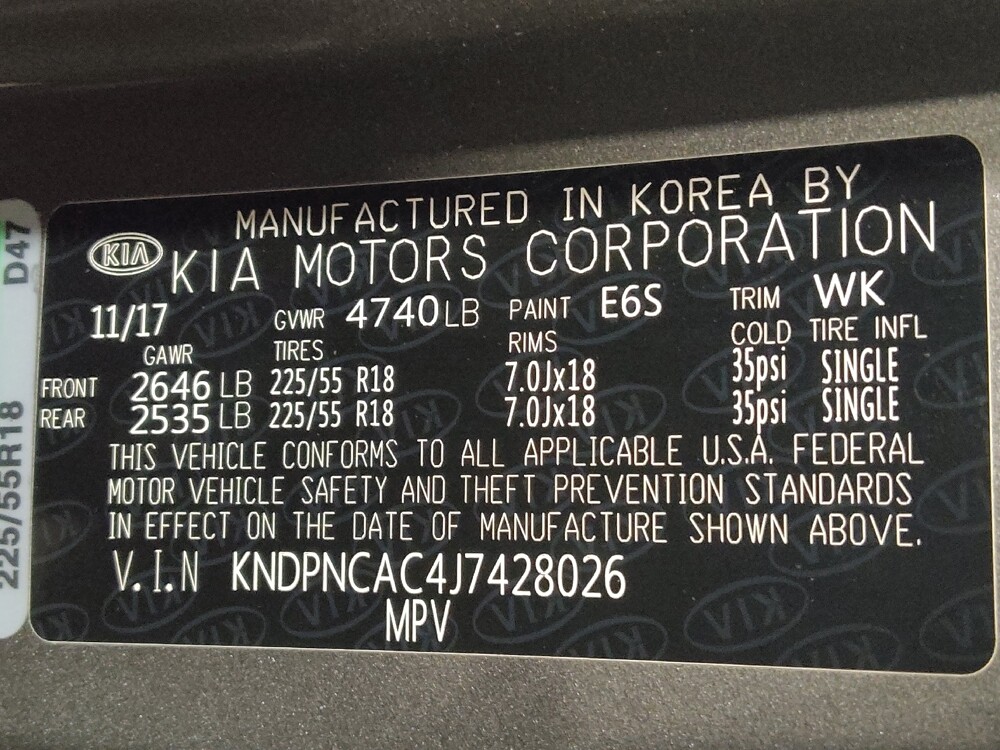 MANUFACTURED IN KOREA BY
KIA KIA MOTORS CORPORATION
11/17 GVWR 4740 LB PAINT E6S TRIM WK
GAWR TIRES RIMS COLD TIRE INFL
FRONT 2646 LB 225/55 R18 7.0Jx18 35psi SINGLE
REAR 2535 LB 225/55 R18 7.0Jx18 35psi SINGLE
THIS VEHICLE CONFORMS TO ALL APPLICABLE U.S.A. FEDERAL
MOTOR VEHICLE SAFETY AND THEFT PREVENTION STANDARDS
IN EFFECT ON THE DATE OF MANUFACTURE SHOWN ABOVE.
V.I.N KNDPNCAC4J7428026
MPV
225/55R18 D47